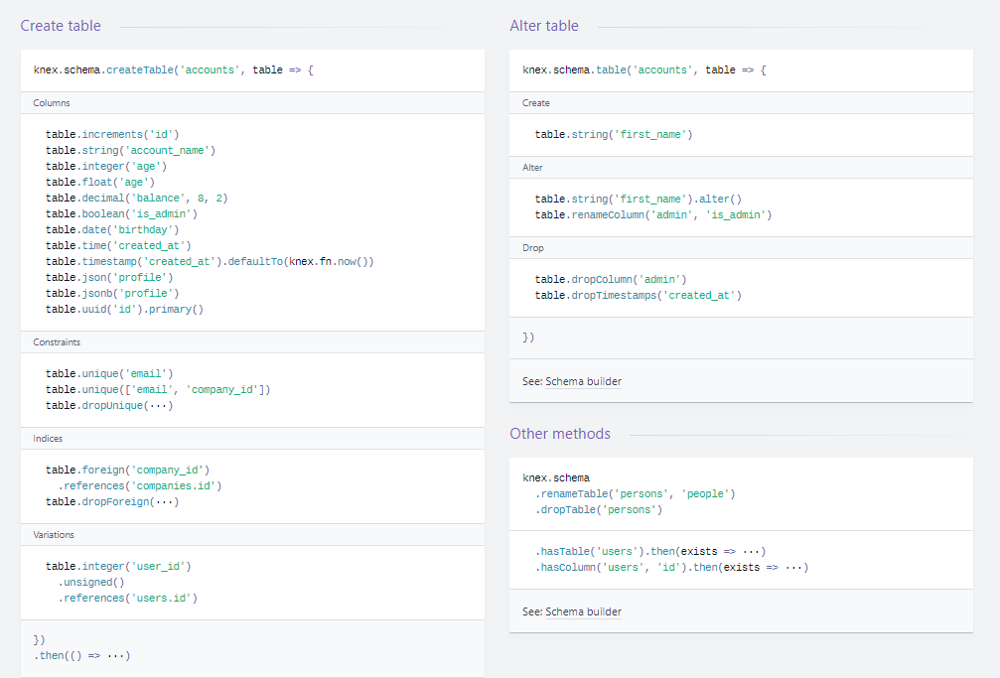 Create table
knex.schema.createTable('accounts', table => {
Columns
table.increments('id')
table.string('account_name')
table.integer('age')
table.float('age')
table.decimal('balance', 8, 2)
table.boolean('is_admin')
table.date('birthday')
table.time('created_at')
table.timestamp('created_at').defaultTo(knex.fn.now())
table.json('profile')
table.jsonb('profile')
table.uuid('id').primary()
Constraints
table.unique('email')
table.unique(['email', 'company_id'])
table.dropUnique(···)
Indices
table.foreign('company_id')
.references('companies.id')
table.dropForeign(···)
Variations
table.integer('user_id')
.unsigned()
.references('users.id')
})
.then(() => ···)
Alter table
knex.schema.table('accounts', table => {
Create
table.string('first_name')
Alter
table.string('first_name').alter()
table.renameColumn('admin', 'is_admin')
Drop
table.dropColumn('admin')
table.dropTimestamps('created_at')
})
See: Schema builder
Other methods
knex.schema
.renameTable('persons', 'people')
.dropTable('persons')
.hasTable('users').then(exists => ···)
.hasColumn('users', 'id').then(exists => ···)
See: Schema builder